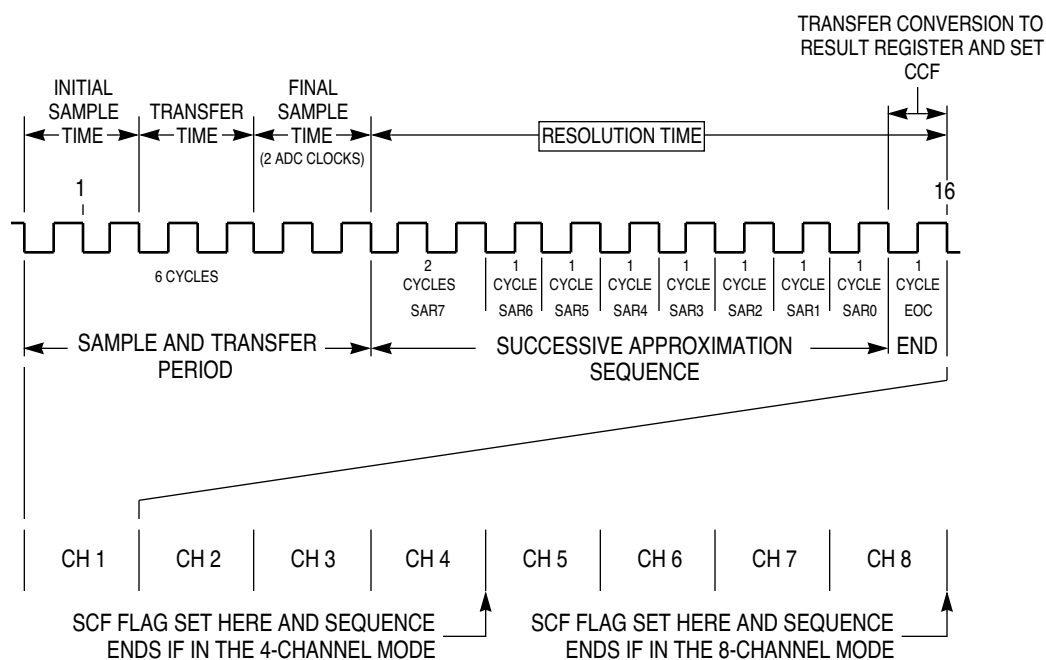 TRANSFER CONVERSION TO
RESULT REGISTER AND SET
CCF
INITIAL
SAMPLE
TIME
TRANSFER
TIME
FINAL
SAMPLE
TIME
(2 ADC CLOCKS)
RESOLUTION TIME
1
16
6 CYCLES
2
CYCLES
SAR7
1
CYCLE
SAR6
1
CYCLE
SAR5
1
CYCLE
SAR4
1
CYCLE
SAR3
1
CYCLE
SAR2
1
CYCLE
SAR1
1
CYCLE
SAR0
1
CYCLE
EOC
SAMPLE AND TRANSFER
PERIOD
SUCCESSIVE APPROXIMATION
SEQUENCE
END
CH 1
CH 2
CH 3
CH 4
CH 5
CH 6
CH 7
CH 8
SCF FLAG SET HERE AND SEQUENCE
ENDS IF IN THE 4-CHANNEL MODE
SCF FLAG SET HERE AND SEQUENCE
ENDS IF IN THE 8-CHANNEL MODE